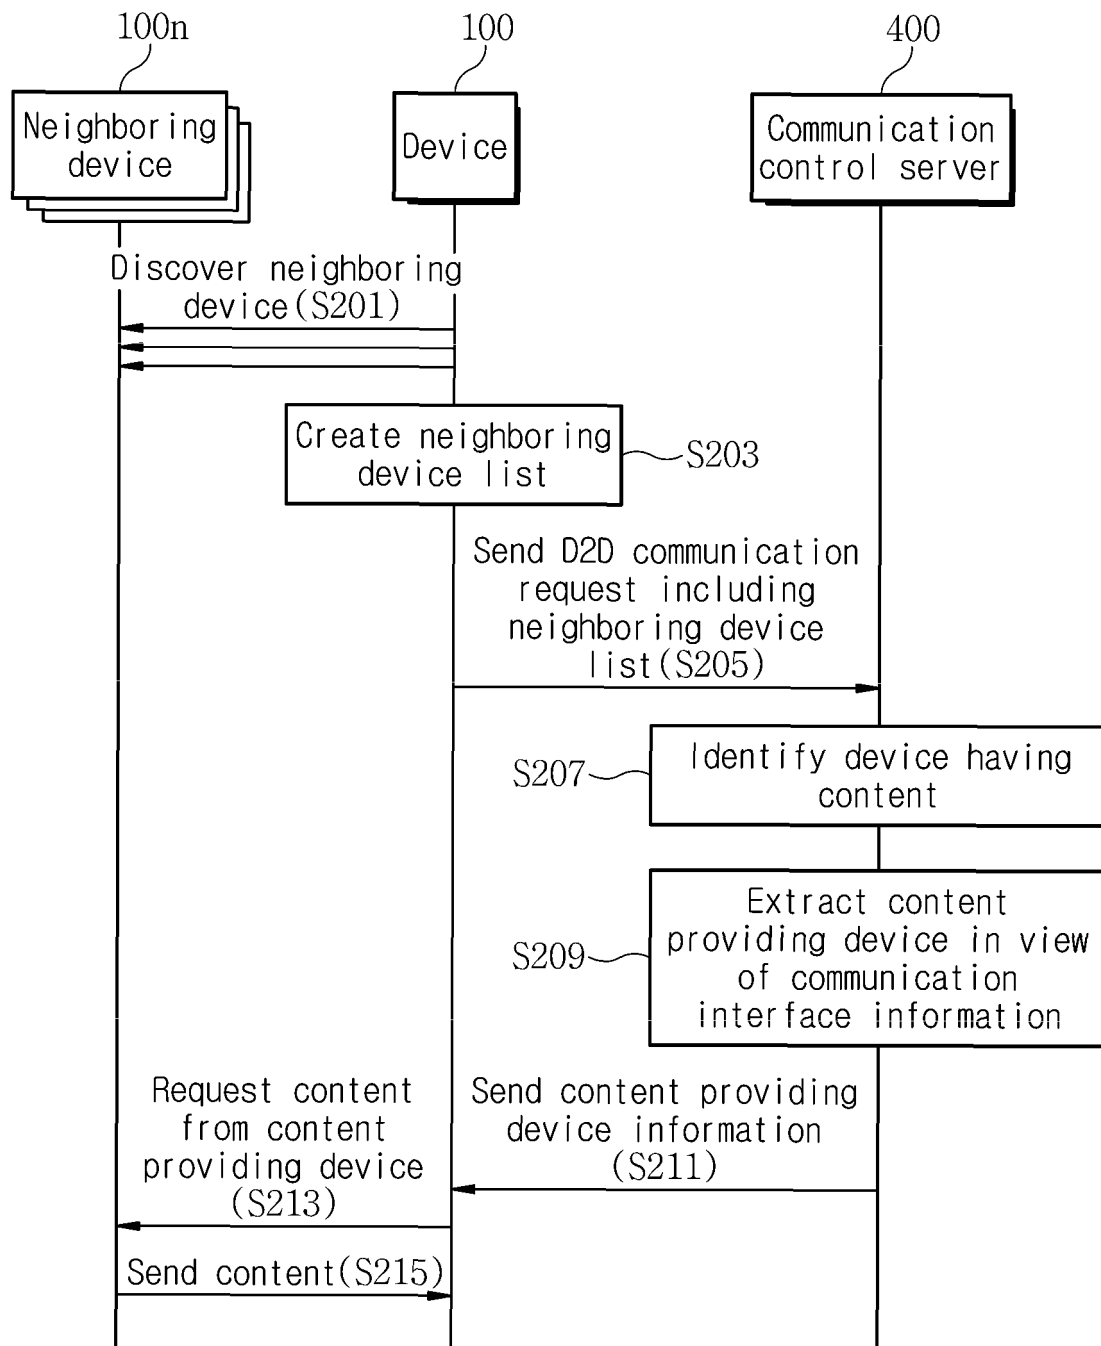 100n
100
400
Neighboring
device
Device
Communication
control server
Discover neighboring
device(S201)
Create neighboring
device list
S203
Send D2D communication
request including
neighboring device
list(S205)
S207
Identify device having
content
S209
Extract content
providing device in view
of communication
interface information
Send content providing
device information
(S211)
Request content
from content
providing device
(S213)
Send content(S215)